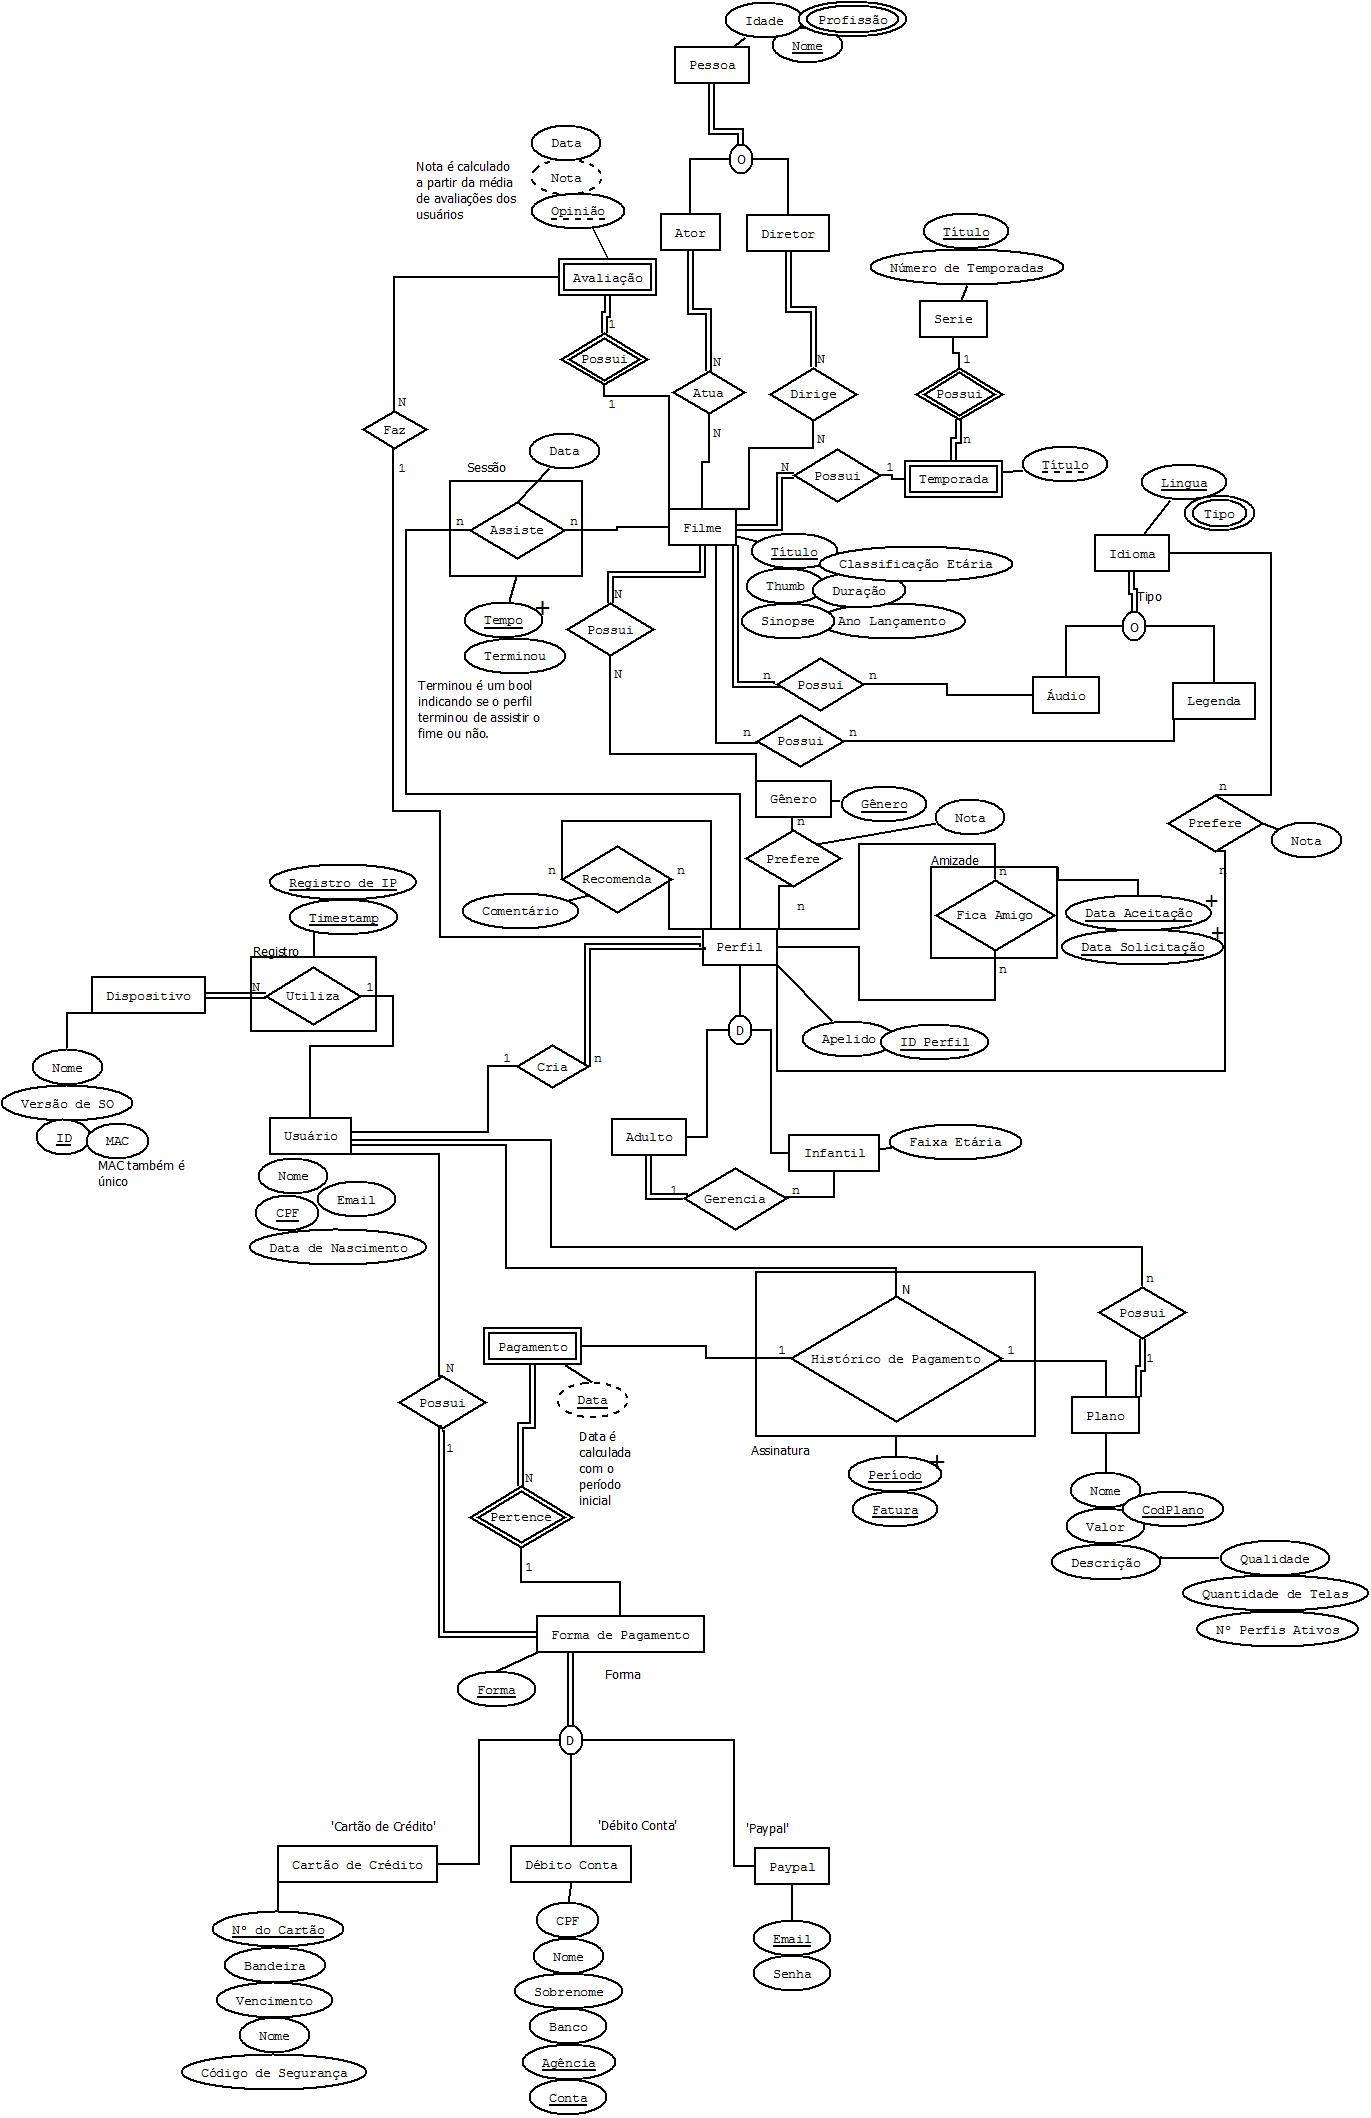 Idade
Profissão
Nome
Pessoa
O
Data
Nota é calculado
a partir da média
de avaliações dos
usuários
Nota
Opinião
Ator
Diretor
Título
Número de Temporadas
Avaliação
Serie
1
Possui
1
1
Possui
N
N
Atua
Dirige
N
N
N
Faz
1
n
Data
Sessão
n
Assiste
n
N
Possui
1
Temporada
Título
Filme
Lingua
Tipo
Idioma
Título
Classificação Etária
Thumb
Duração
Sinopse
Ano Lançamento
Tipo
O
Tempo
+
Terminou
Terminou é um bool
indicando se o perfil
terminou de assistir o
fime ou não.
N
Possui
N
n
Possui
n
Áudio
Legenda
n
Possui
n
Gênero
Gênero
n
Nota
Prefere
n
n
Prefere
Nota
n
n
Recomenda
n
Comentário
Amizade
n
Fica Amigo
n
Data Aceitação
+
Data Solicitação
+
Registro de IP
Timestamp
Registro
Dispositivo
N
Utiliza
1
Perfil
Nome
Versão de SO
ID
MAC
MAC também é
único
D
Apelido
ID Perfil
1
Cria
n
Usuário
Adulto
Infantil
Faixa Etária
1
Gerencia
n
Nome
Email
CPF
Data de Nascimento
N
n
Possui
1
Pagamento
1
Histórico de Pagamento
1
Data
Data é
calculada
com o
período
inicial
N
Possui
1
Plano
Assinatura
Período
+
Fatura
Nome
CodPlano
Valor
Descrição
Qualidade
Quantidade de Telas
Nº Perfis Ativos
N
Pertence
1
Forma de Pagamento
Forma
Forma
D
'Cartão de Crédito'
'Débito Conta'
'Paypal'
Cartão de Crédito
Débito Conta
Paypal
Nº do Cartão
Bandeira
Vencimento
Nome
Código de Segurança
CPF
Nome
Sobrenome
Banco
Agência
Conta
Email
Senha